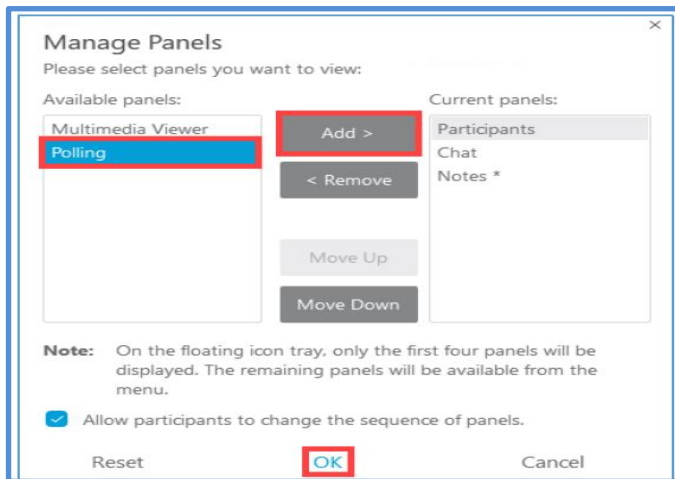 ×
Manage Panels
Please select panels you want to view:
Available panels:
Current panels:
Multimedia Viewer
Polling
Add >
< Remove
Move Up
Move Down
Participants
Chat
Notes *
Note: On the floating icon tray, only the first four panels will be
displayed. The remaining panels will be available from the
menu.
Allow participants to change the sequence of panels.
Reset
OK
Cancel